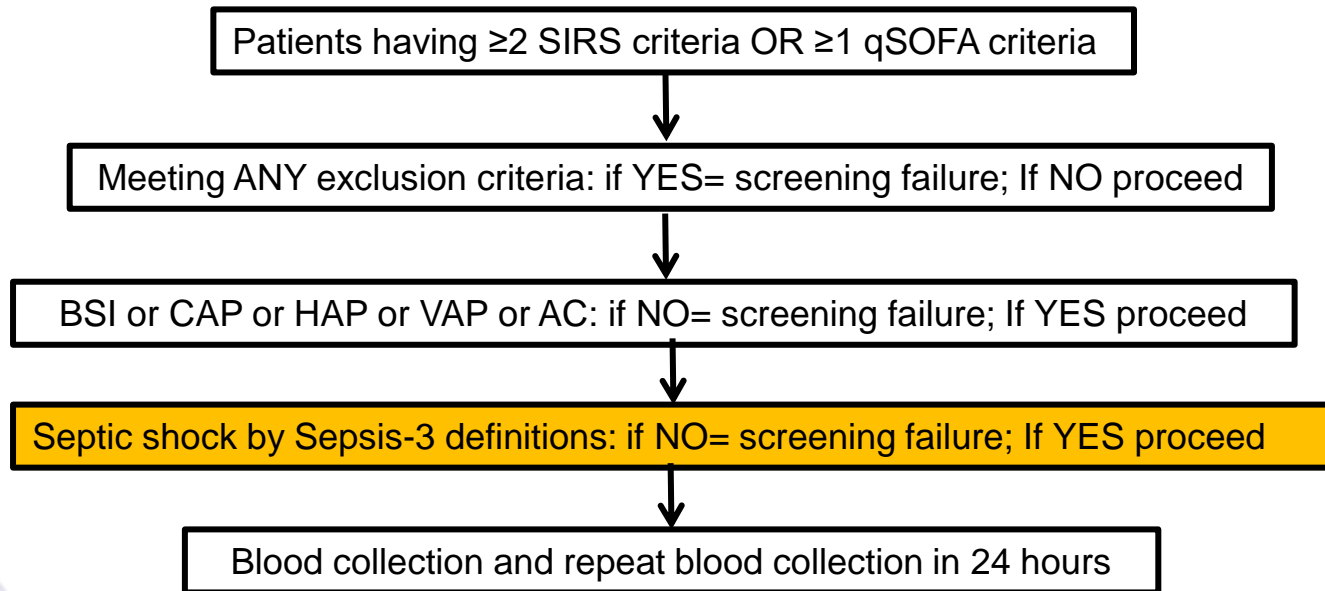 Patients having ≥2 SIRS criteria OR ≥1 qSOFA criteria
Meeting ANY exclusion criteria: if YES= screening failure; If NO proceed
BSI or CAP or HAP or VAP or AC: if NO= screening failure; If YES proceed
Septic shock by Sepsis-3 definitions: if NO= screening failure; If YES proceed
Blood collection and repeat blood collection in 24 hours